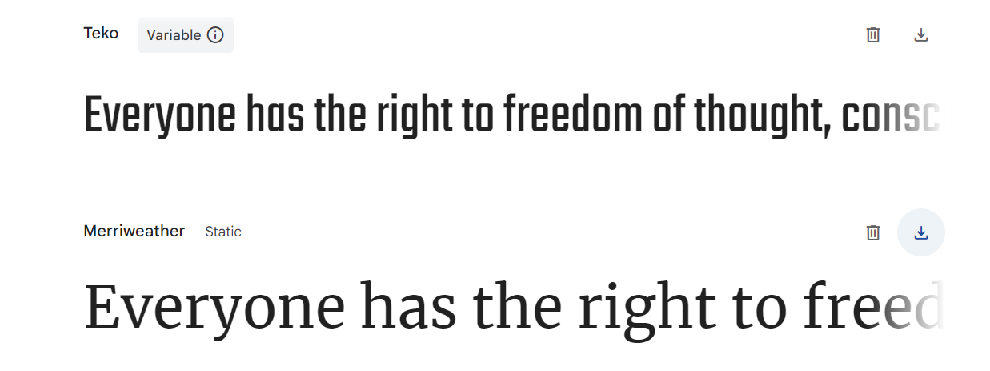 Teko Variable
Everyone has the right to freedom of thought, consc
Merriweather Static
Everyone has the right to freed